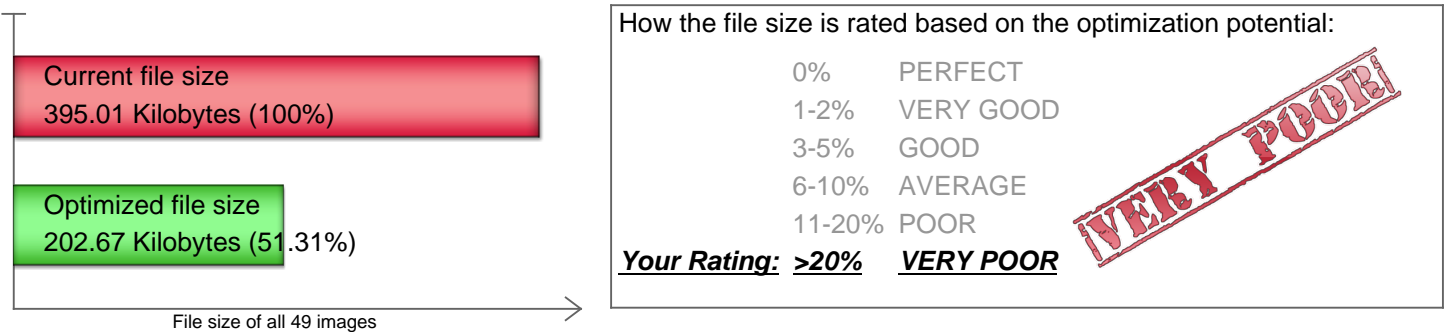 Current file size
395.01 Kilobytes (100%)
Optimized file size
202.67 Kilobytes (51.31%)
File size of all 49 images
How the file size is rated based on the optimization potential:
0% PERFECT
1-2% VERY GOOD
3-5% GOOD
6-10% AVERAGE
11-20% POOR
Your Rating: >20% VERY POOR
VERY POOR